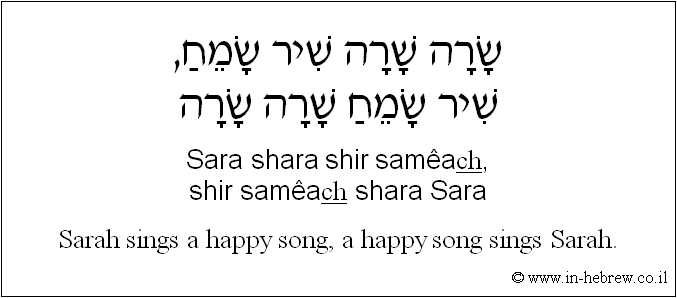 שָׂרָה שָׁרָה שִׁיר שָׂמֵחַ,
שִׁיר שָׂמֵחַ שָׁרָה שָׂרָה
Sara shara shir samêach,
shir samêach shara Sara
Sarah sings a happy song, a happy song sings Sarah.
© www.in-hebrew.co.il